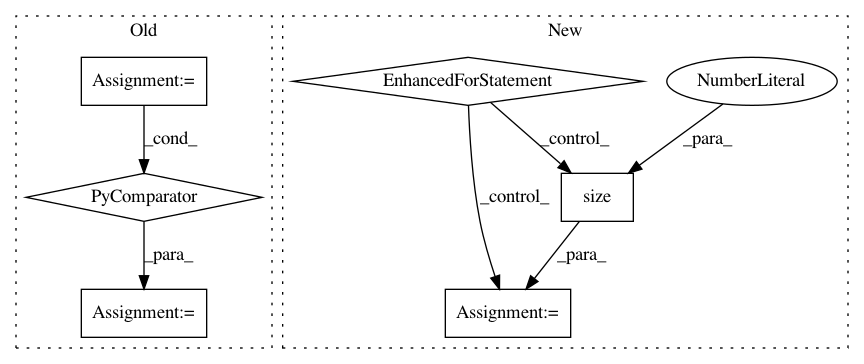 Old
New
Assignment:=
EnhancedForStatement
NumberLiteral
_cond_
_control_
_para_
PyComparator
_control_
size
_para_
_para_
Assignment:=
Assignment:=